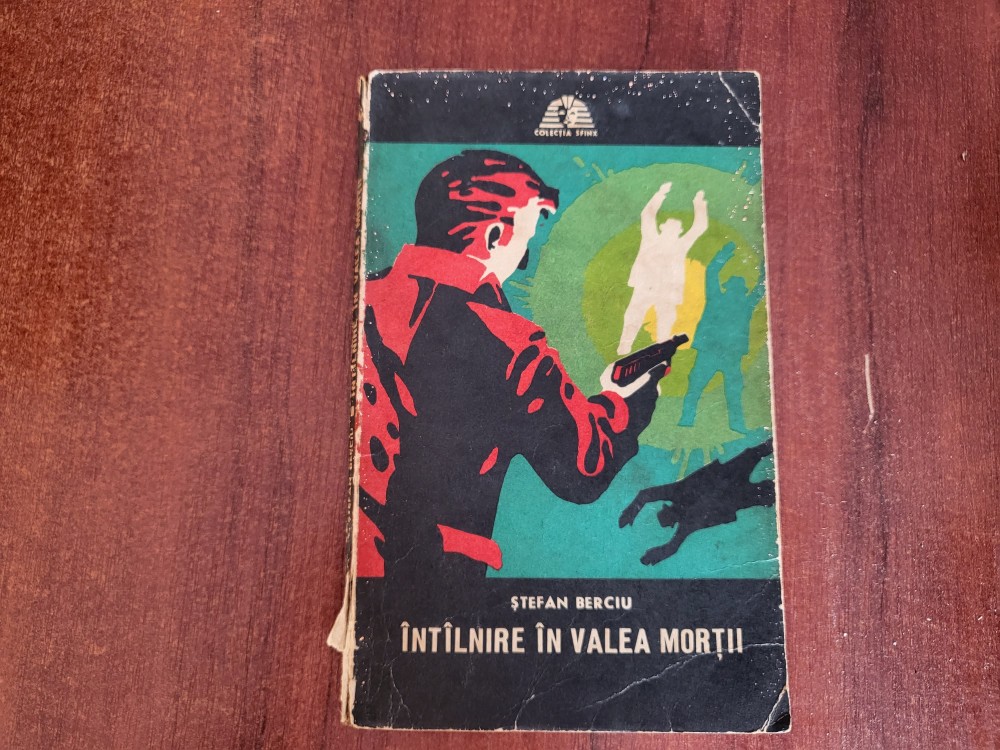 COLECȚIA SFINX
ȘTEFAN BERCIU
ÎNTÎLNIRE ÎN VALEA MORȚII